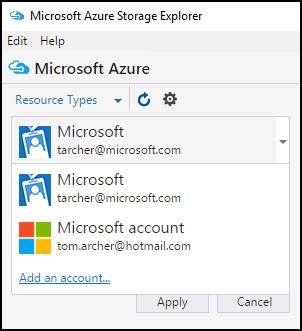 Microsoft Azure Storage Explorer
Edit Help
Microsoft Azure
Resource Types
Microsoft
tarcher@microsoft.com
Microsoft
tarcher@microsoft.com
Microsoft account
tom.archer@hotmail.com
Add an account...
Apply Cancel